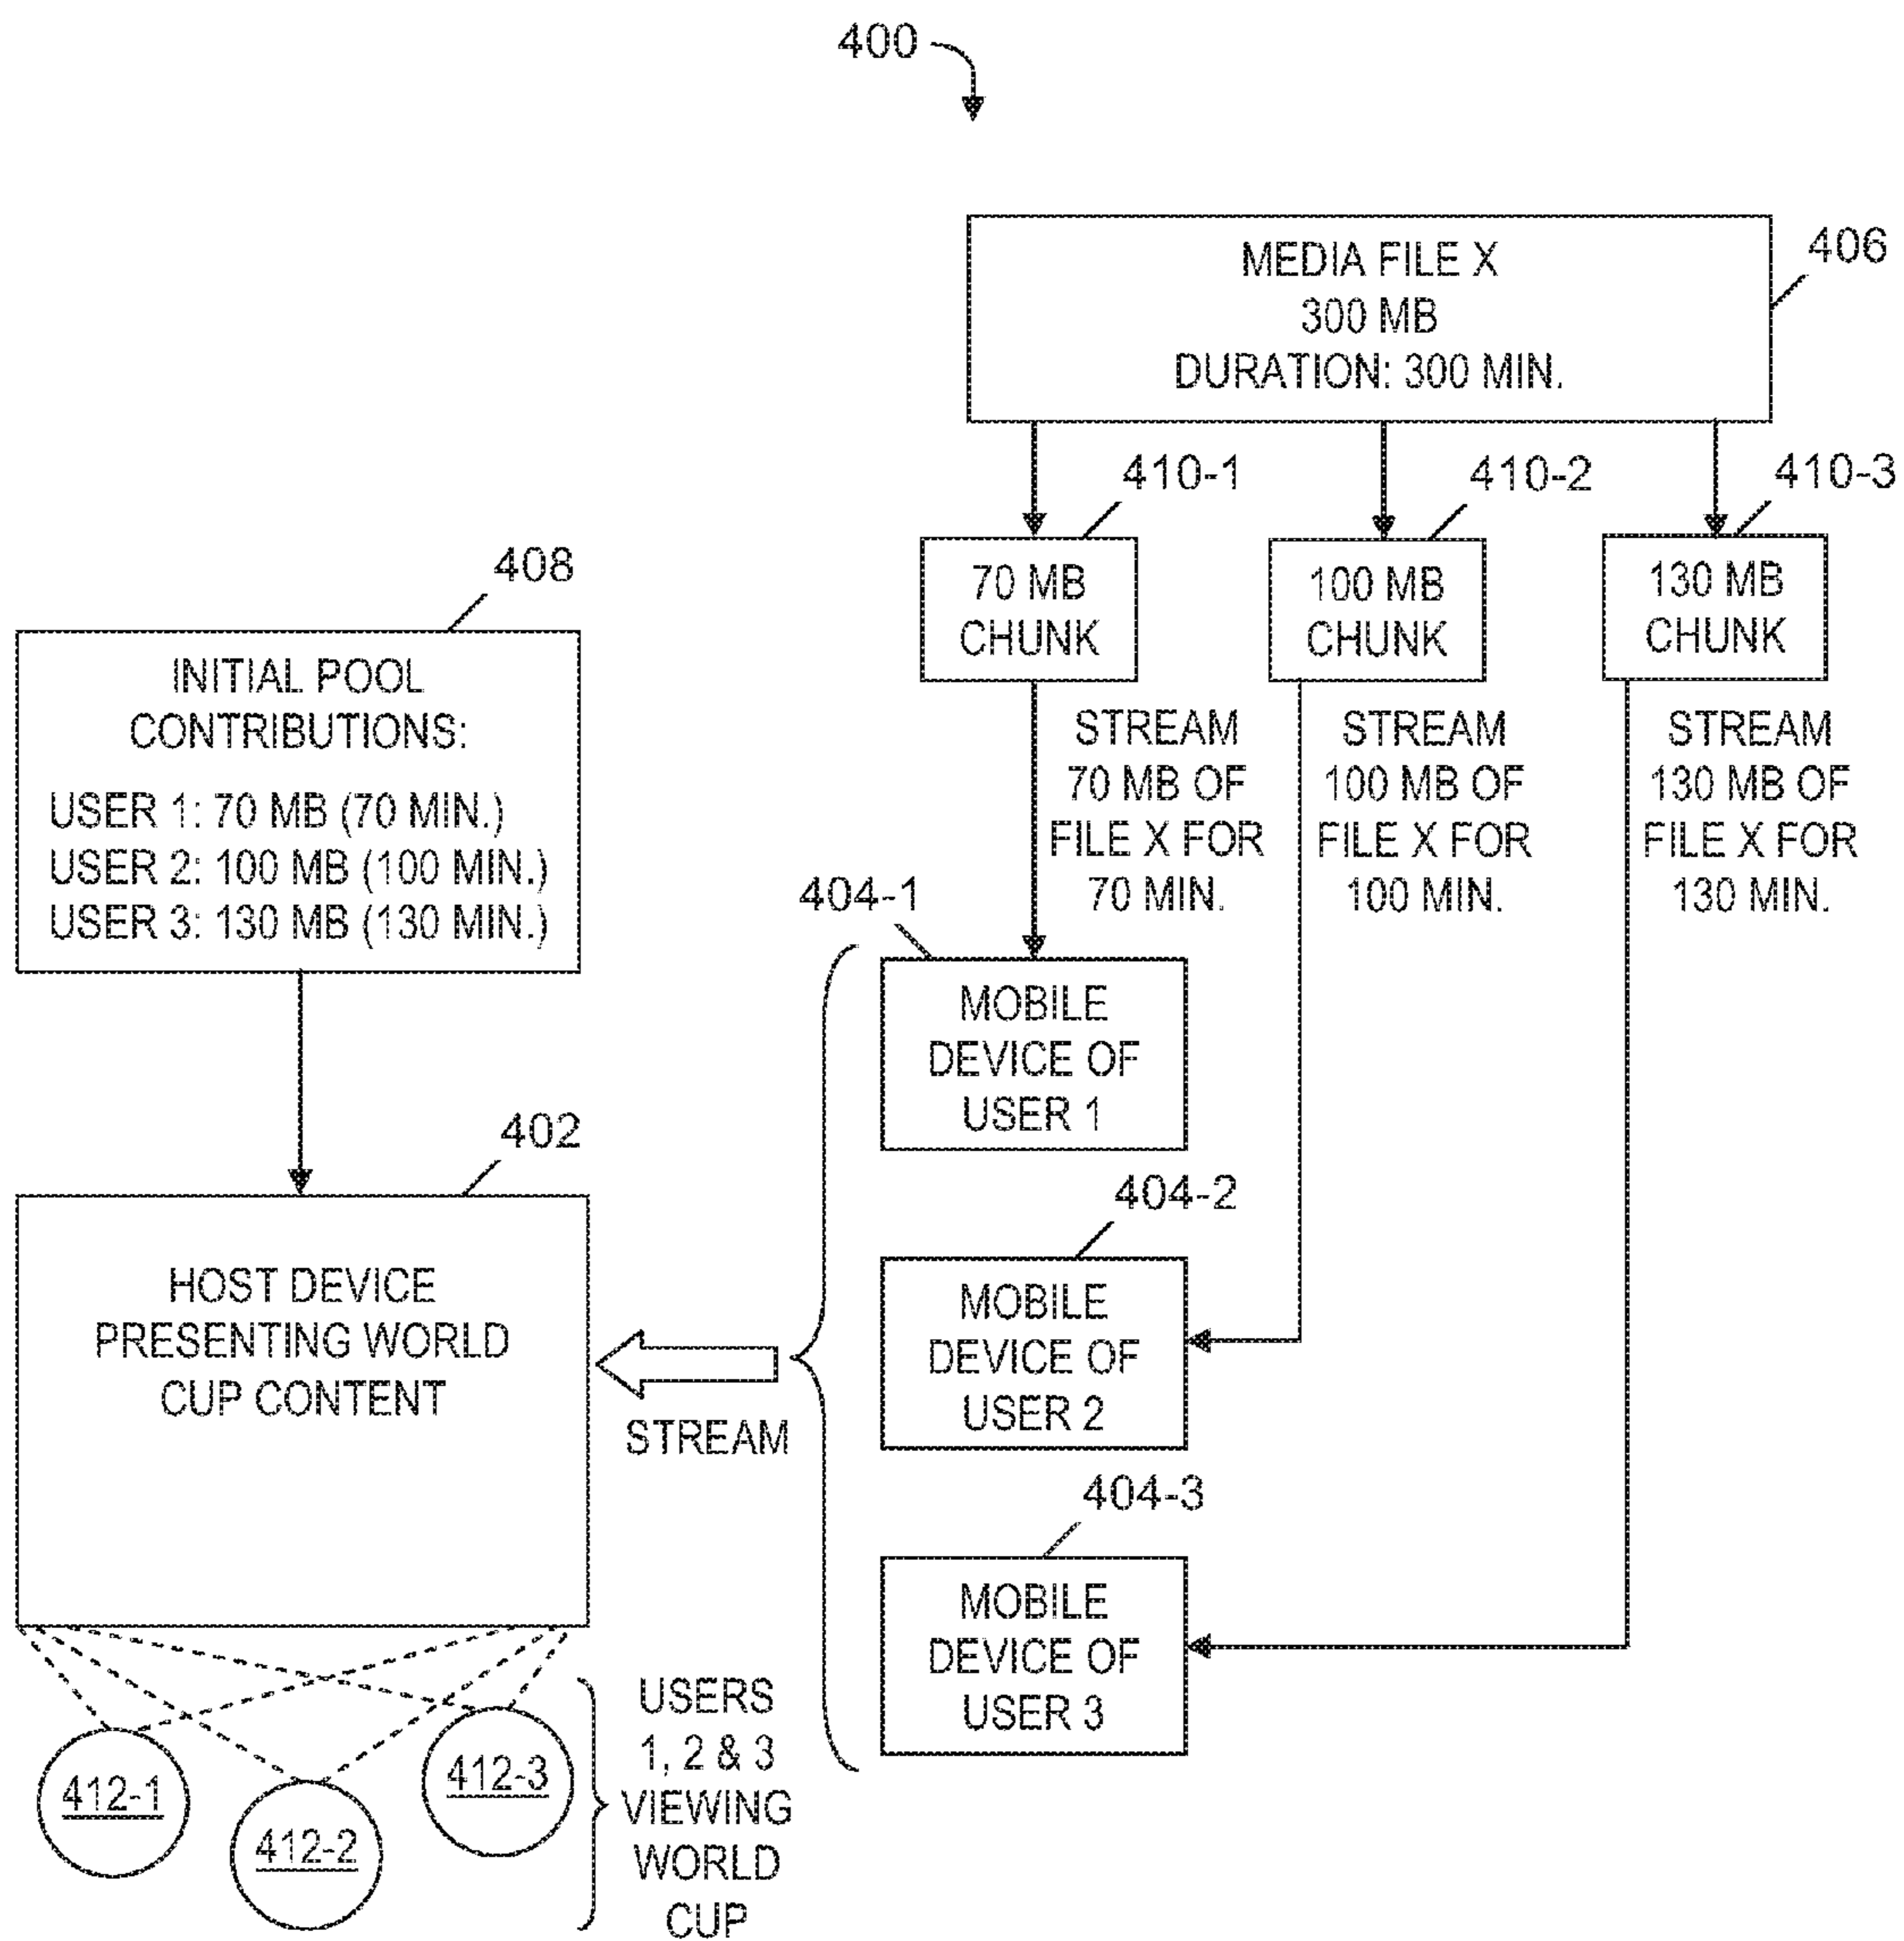 400
MEDIA FILE X
300 MB
DURATION: 300 MIN.
406
410-1
410-2
410-3
70 MB
CHUNK
100 MB
CHUNK
130 MB
CHUNK
408
INITIAL POOL
CONTRIBUTIONS:
USER 1: 70 MB (70 MIN.)
USER 2: 100 MB (100 MIN.)
USER 3: 130 MB (130 MIN.)
STREAM
70 MB OF
FILE X FOR
70 MIN.
STREAM
100 MB OF
FILE X FOR
100 MIN.
STREAM
130 MB OF
FILE X FOR
130 MIN.
404-1
MOBILE
DEVICE OF
USER 1
402
HOST DEVICE
PRESENTING WORLD
CUP CONTENT
STREAM
404-2
MOBILE
DEVICE OF
USER 2
404-3
MOBILE
DEVICE OF
USER 3
412-1
412-2
412-3
USERS
1, 2 & 3
VIEWING
WORLD
CUP